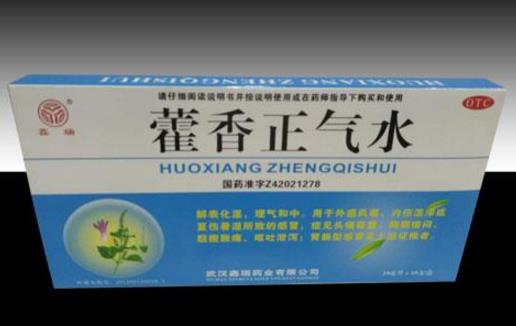 HUOXIANG ZHENGQISHUI
请仔细阅读说明书并按说明使用或在药师指导下购买和使用
OTC
鑫瑞
藿香正气水
HUOXIANG ZHENGQISHUI
国药准字Z42021278
解表化湿，理气和中。用于外感风寒、内伤湿滞或
夏伤暑湿所致的感冒，症见头痛昏重、胸膈痞闷、
脘腹胀痛、呕吐泄泻；胃肠型感冒见上述证候者。
武汉鑫瑞药业有限公司